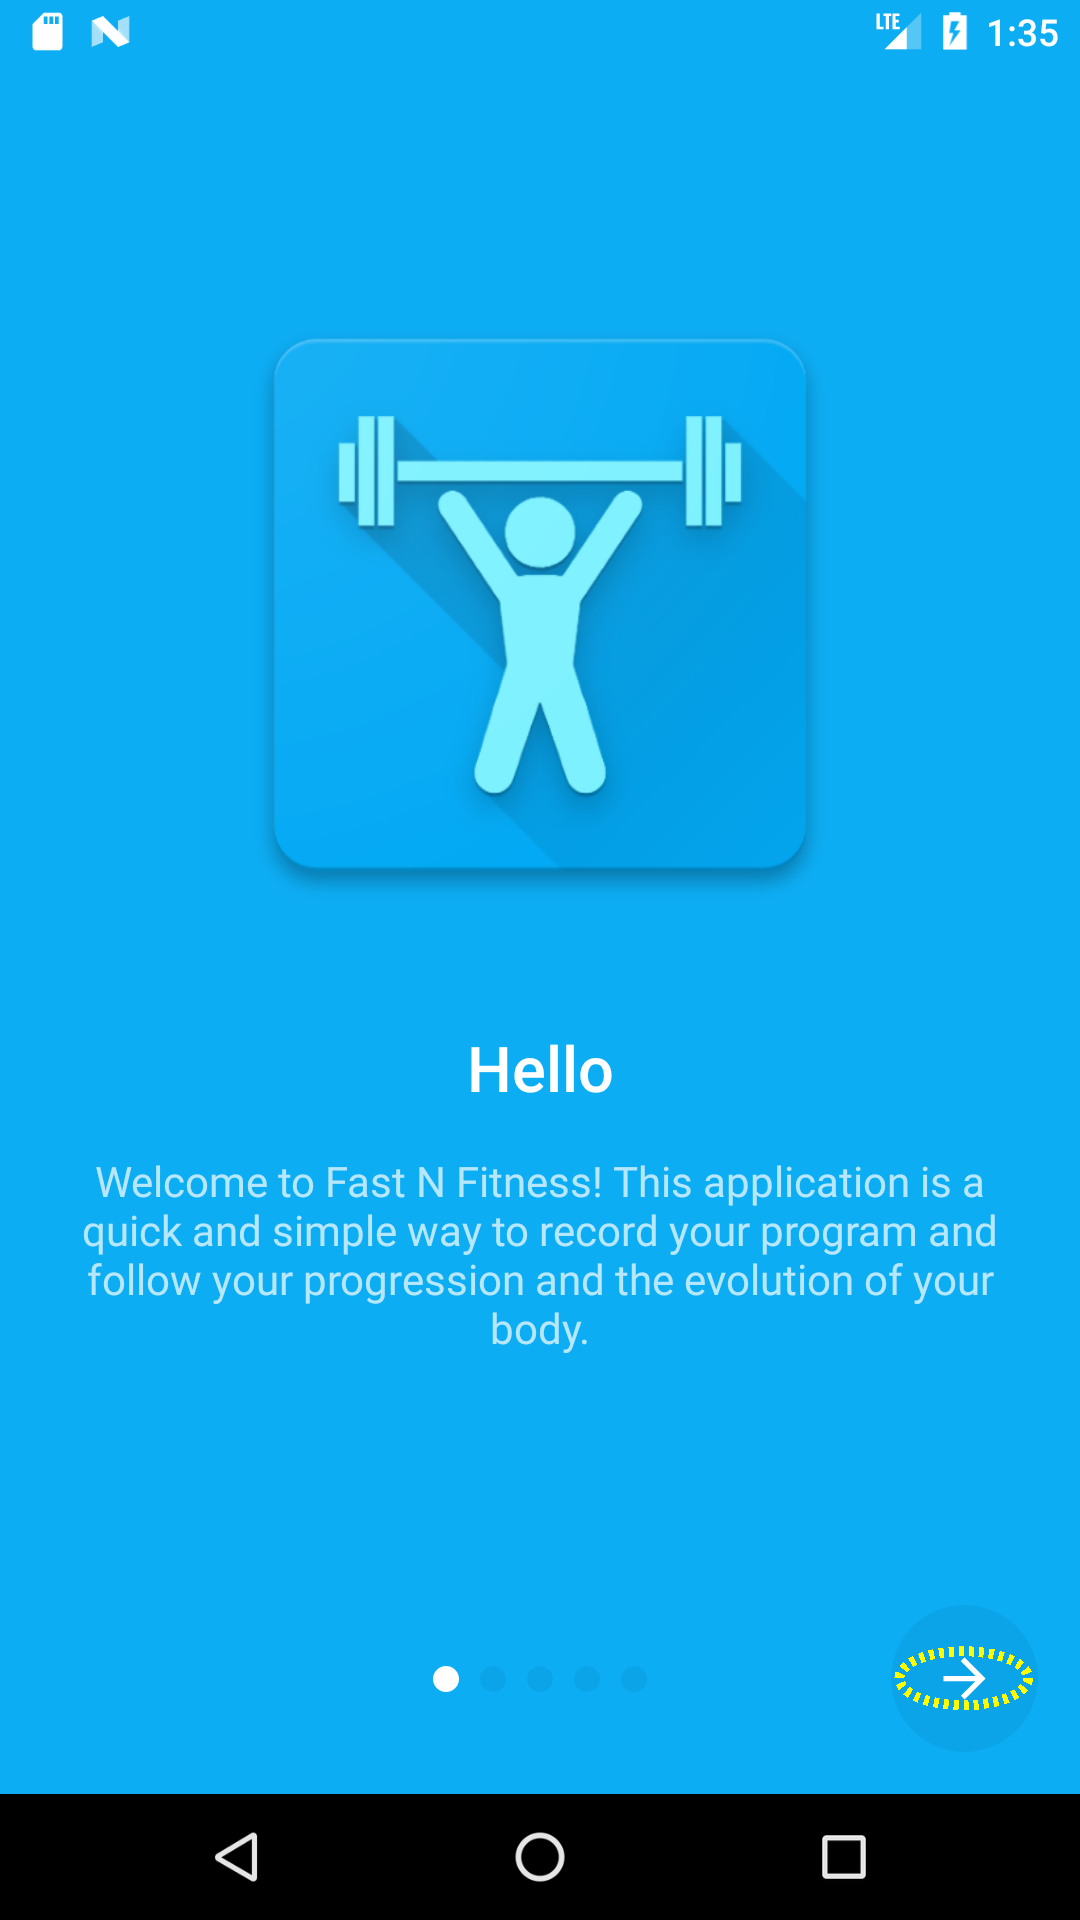 LTE 1:35
Hello
Welcome to Fast N Fitness! This application is a
quick and simple way to record your program and
follow your progression and the evolution of your
body.